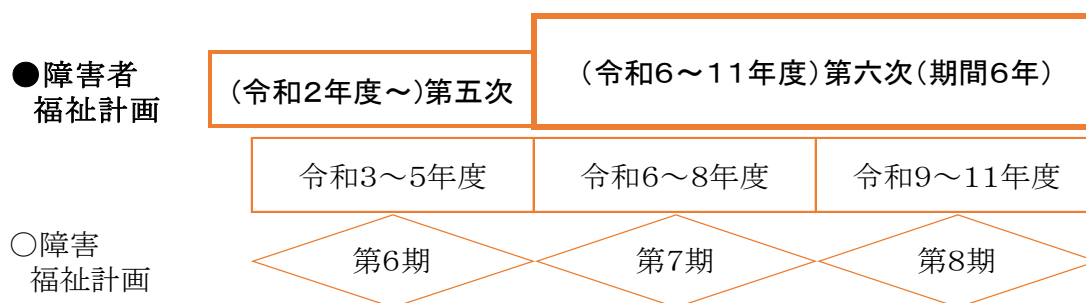 ●障害者
福祉計画
(令和2年度～)第五次
(令和6～11年度)第六次(期間6年)
令和3～5年度
令和6～8年度
令和9～11年度
○障害
福祉計画
第6期
第7期
第8期